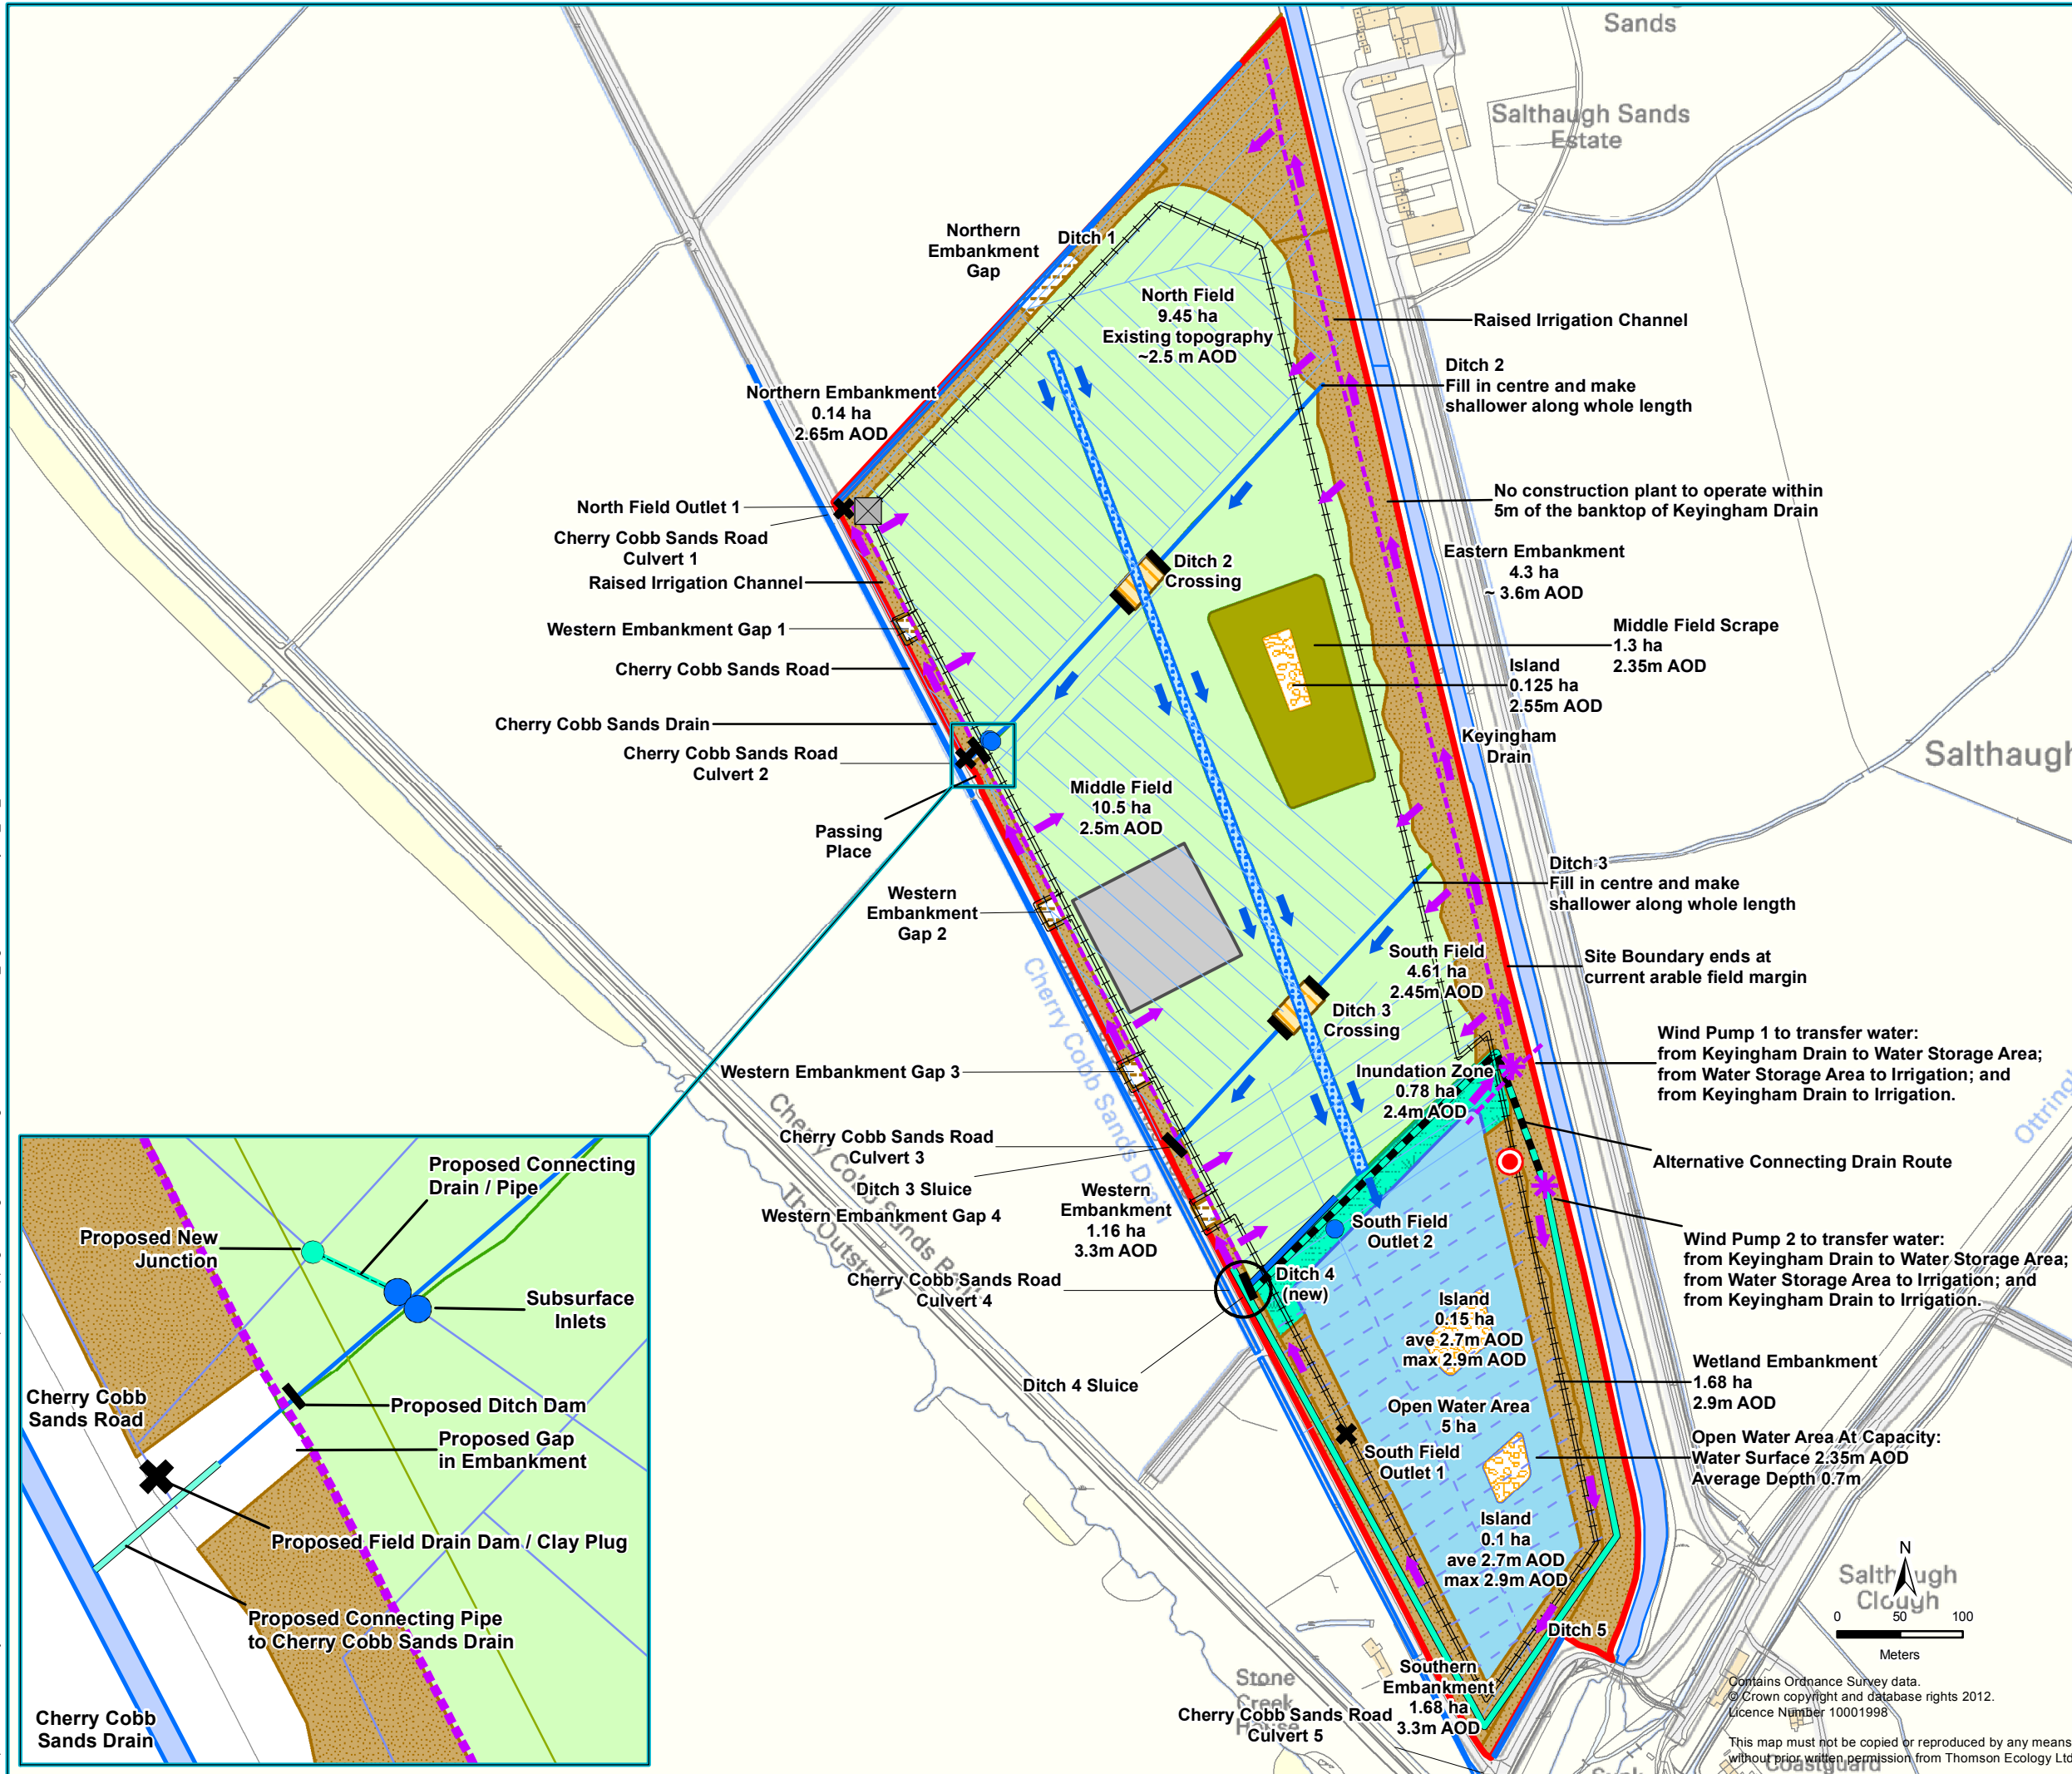 Sands
Salthaugh Sands
Estate
Northern
Embankment
Gap
Ditch 1
North Field
9.45 ha
Existing topography
~2.5 m AOD
Raised Irrigation Channel
Ditch 2
Fill in centre and make
shallower along whole length
Northern Embankment
0.14 ha
2.65m AOD
North Field Outlet 1
Cherry Cobb Sands Road
Culvert 1
Raised Irrigation Channel
Western Embankment Gap 1
Cherry Cobb Sands Road
Cherry Cobb Sands Drain
Cherry Cobb Sands Road
Culvert 2
Passing
Place
No construction plant to operate within
5m of the banktop of Keyingham Drain
Eastern Embankment
4.3 ha
~ 3.6m AOD
Ditch 2
Crossing
Middle Field Scrape
1.3 ha
2.35m AOD
Island
0.125 ha
2.55m AOD
Keyingham
Drain
Salthaugh
Middle Field
10.5 ha
2.5m AOD
Western
Embankment
Gap 2
Ditch 3
Fill in centre and make
shallower along whole length
South Field
4.61 ha
2.45m AOD
Site Boundary ends at
current arable field margin
Ditch 3
Crossing
Cherry Cobb Sands Drain
Western Embankment Gap 3
Inundation Zone
0.78 ha
2.4m AOD
Wind Pump 1 to transfer water:
from Keyingham Drain to Water Storage Area;
from Water Storage Area to Irrigation; and
from Keyingham Drain to Irrigation.
Cherry Cobb Sands Bank
The Outstray
Cherry Cobb Sands Road
Culvert 3
Ditch 3 Sluice
Western Embankment Gap 4
Western
Embankment
1.16 ha
3.3m AOD
Alternative Connecting Drain Route
South Field
Outlet 2
Wind Pump 2 to transfer water:
from Keyingham Drain to Water Storage Area;
from Water Storage Area to Irrigation; and
from Keyingham Drain to Irrigation.
Cherry Cobb Sands Road
Culvert 4
Ditch 4
(new)
Ditch 4 Sluice
Island
0.15 ha
ave 2.7m AOD
max 2.9m AOD
Wetland Embankment
1.68 ha
2.9m AOD
Open Water Area
5 ha
Open Water Area At Capacity:
Water Surface 2.35m AOD
Average Depth 0.7m
South Field
Outlet 1
Island
0.1 ha
ave 2.7m AOD
max 2.9m AOD
Ditch 5
Southern
Embankment
1.68 ha
3.3m AOD
Stone
Creek
House
Cherry Cobb Sands Road
Culvert 5
N
Salthaugh
Clough
0 50 100
Meters
Contains Ordnance Survey data.
© Crown copyright and database rights 2012.
Licence Number 10001998
This map must not be copied or reproduced by any means
without prior written permission from Thomson Ecology Ltd
Coastguard
Proposed Connecting
Drain / Pipe
Proposed New
Junction
Subsurface
Inlets
Cherry Cobb
Sands Road
Proposed Ditch Dam
Proposed Gap
in Embankment
Proposed Field Drain Dam / Clay Plug
Proposed Connecting Pipe
to Cherry Cobb Sands Drain
Cherry Cobb
Sands Drain